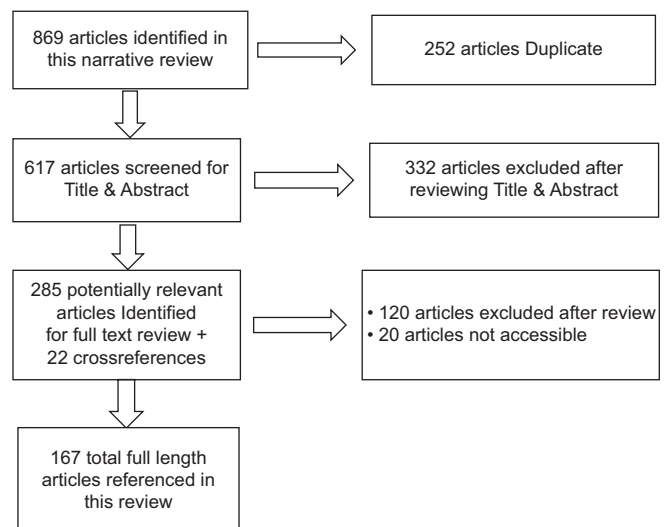 869 articles identified in
this narrative review
252 articles Duplicate
617 articles screened for
Title & Abstract
332 articles excluded after
reviewing Title & Abstract
285 potentially relevant
articles Identified
for full text review +
22 crossreferences
• 120 articles excluded after review
• 20 articles not accessible
167 total full length
articles referenced in
this review